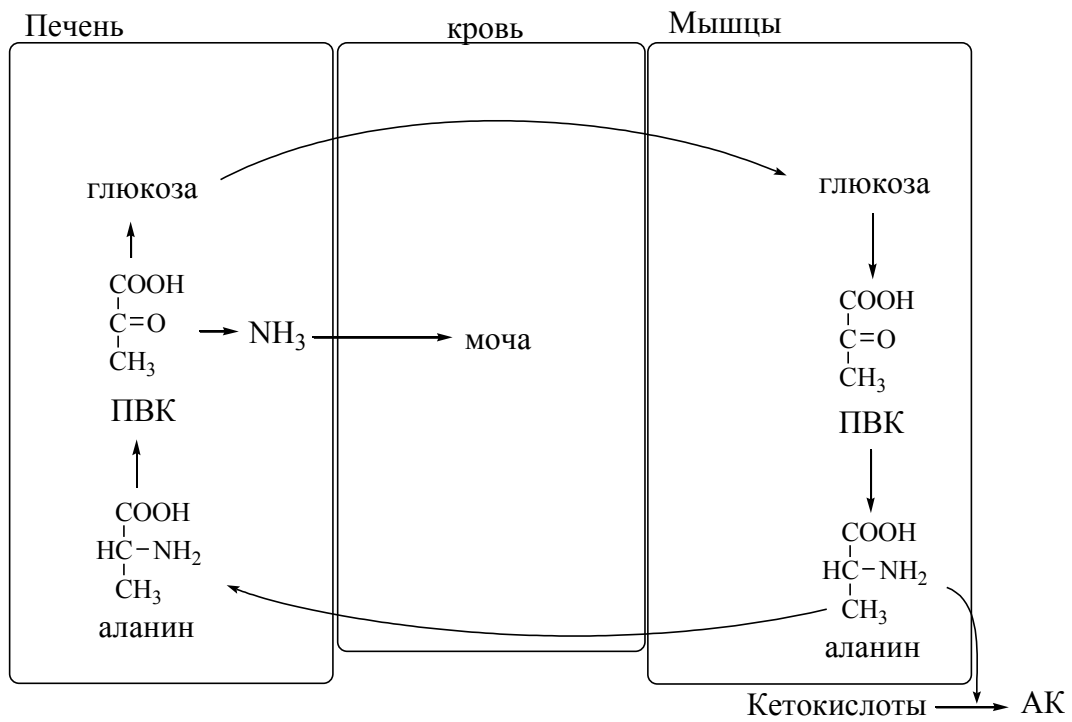 Печень
кровь
Мышцы
глюкоза
глюкоза
COOH
C=O
CH3
NH3
моча
ПВК
COOH
C=O
CH3
ПВК
COOH
HC-NH2
CH3
аланин
COOH
HC-NH2
CH3
аланин
Кетокислоты
АК